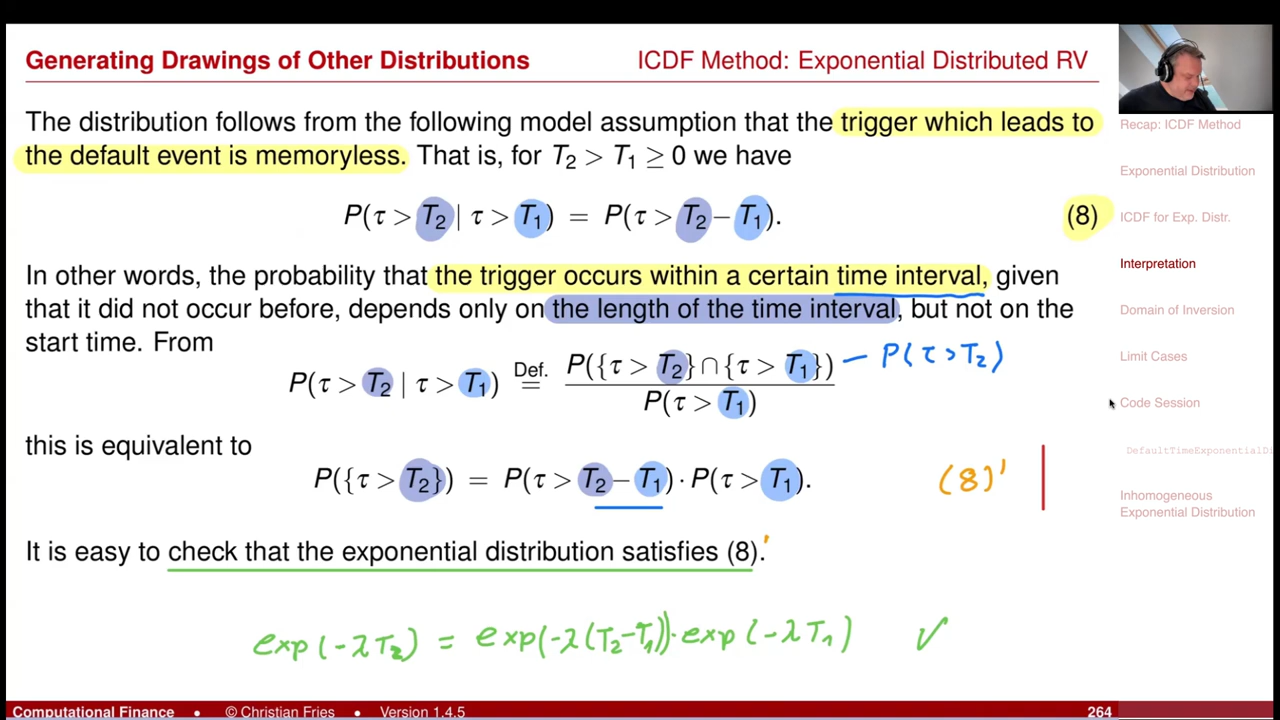 Generating Drawings of Other Distributions
ICDF Method: Exponential Distributed RV
The distribution follows from the following model assumption that the trigger which leads to
the default event is memoryless. That is, for T₂ > T₁ ≥ 0 we have
P(τ > T₂ | τ > T₁) = P(τ > T₂ − T₁). (8)
In other words, the probability that the trigger occurs within a certain time interval, given
that it did not occur before, depends only on the length of the time interval, but not on the
start time. From
P(τ > T₂ | τ > T₁) Def. = P({τ > T₂} ∩ {τ > T₁}) — P(τ > T₂)
P(τ > T₁)
this is equivalent to
P({τ > T₂}) = P(τ > T₂ − T₁) · P(τ > T₁). (8)'
It is easy to check that the exponential distribution satisfies (8).'
exp(-λT₂) = exp(-λ(T₂-T₁))·exp(-λT₁) ✓
Recap: ICDF Method
Exponential Distribution
ICDF for Exp. Distr.
Interpretation
Domain of Inversion
Limit Cases
Code Session
DefaultTimeExponentialDi
Inhomogeneous
Exponential Distribution
Computational Finance • © Christian Fries • Version 1.4.5 264